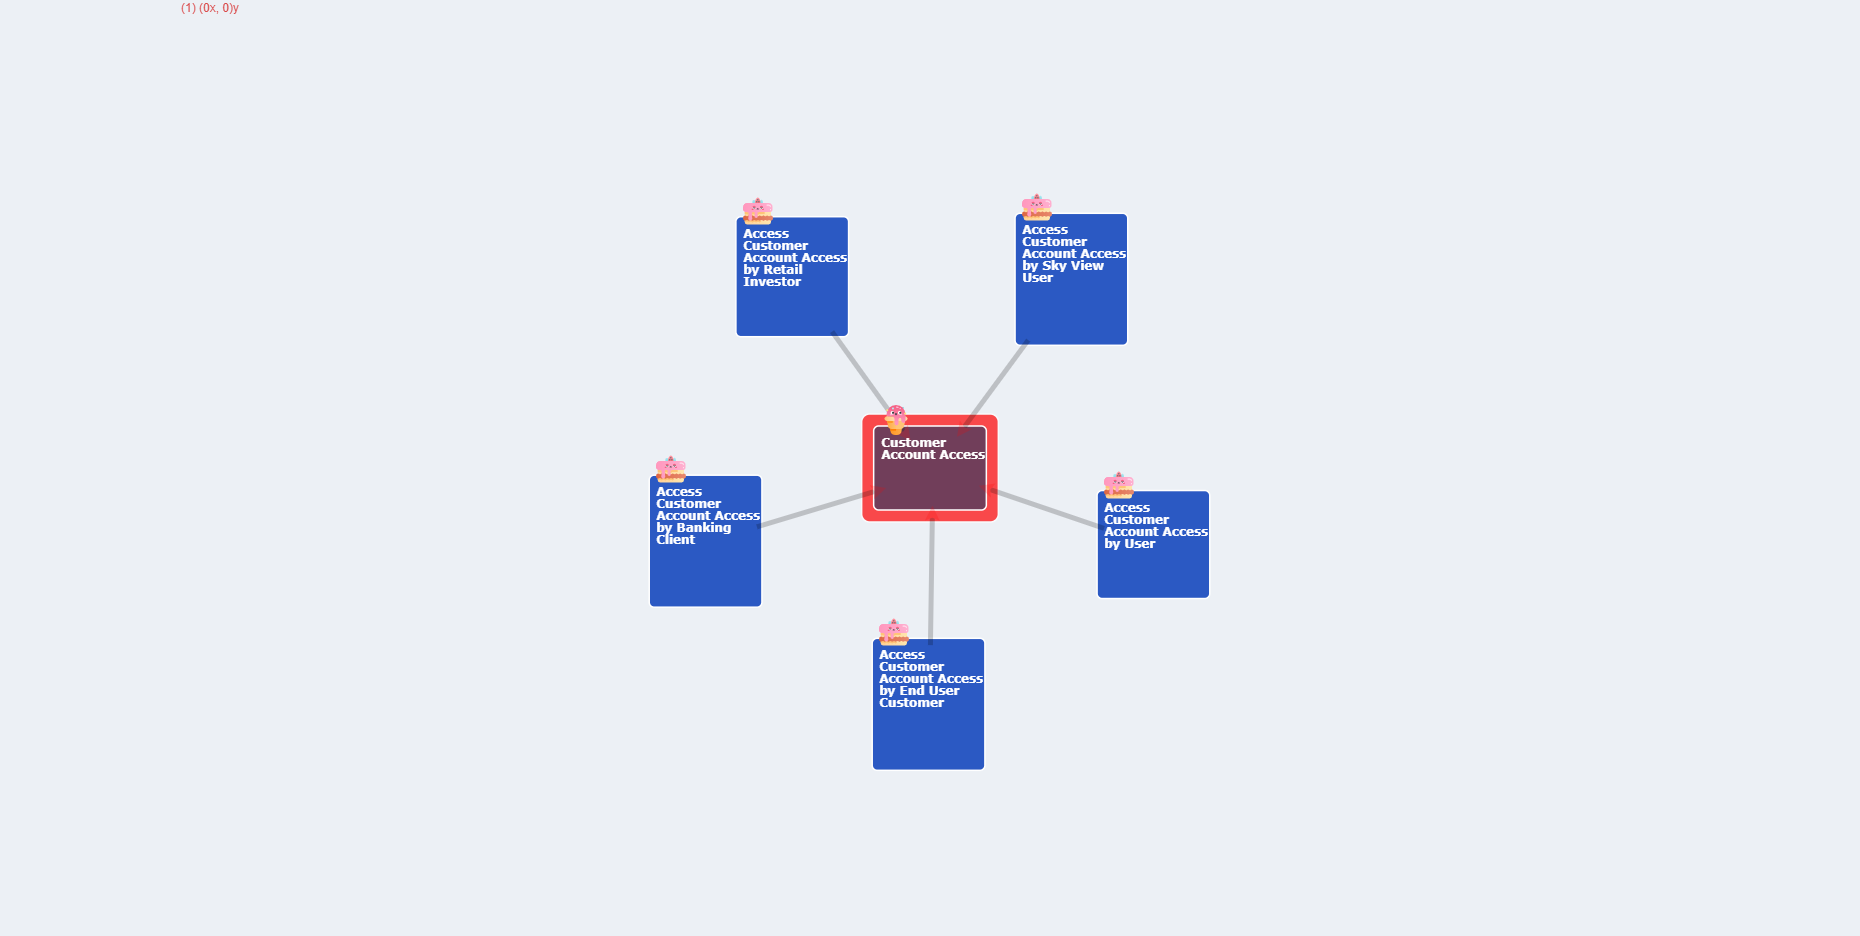 (1) (0x, 0)y
Access
Customer
Account Access
by Retail
Investor
Access
Customer
Account Access
by Sky View
User
Customer
Account Access
Access
Customer
Account Access
by Banking
Client
Access
Customer
Account Access
by User
Access
Customer
Account Access
by End User
Customer